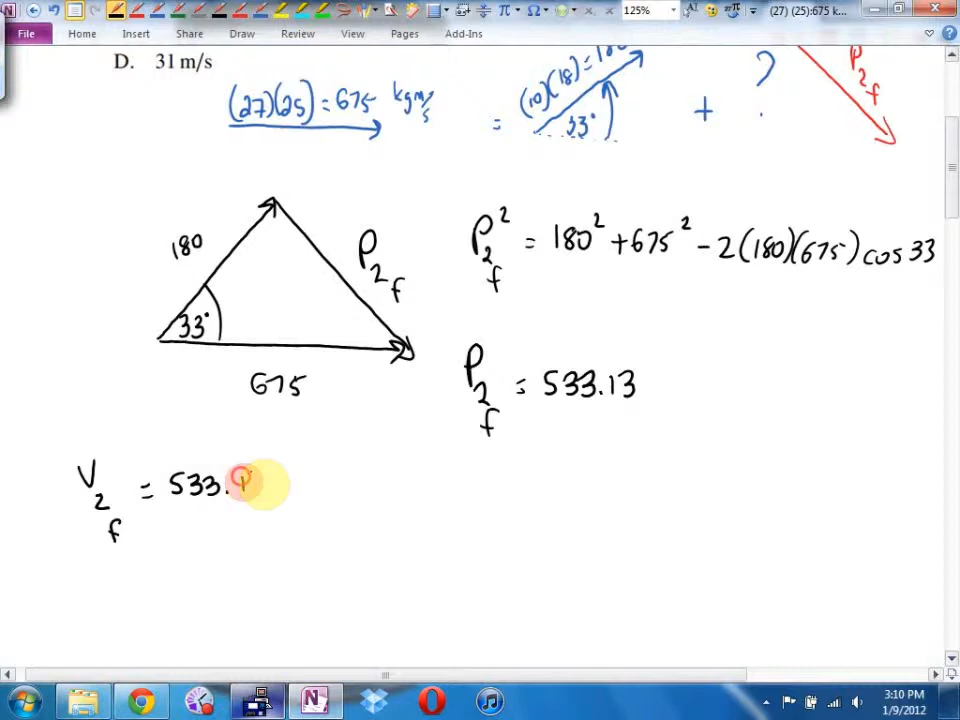 125%
(27) (25):675 k...
File Home Insert Share Draw Review View Pages Add-Ins
D. 31 m/s
(27)(25) = 675 kgm/s = (10)(18) = 180 33° + ? P2f
180 P2f
33°
675
P2f² = 180² + 675² - 2(180)(675) cos 33
P2f = 533.13
V2f = 533.1
3:10 PM
1/9/2012